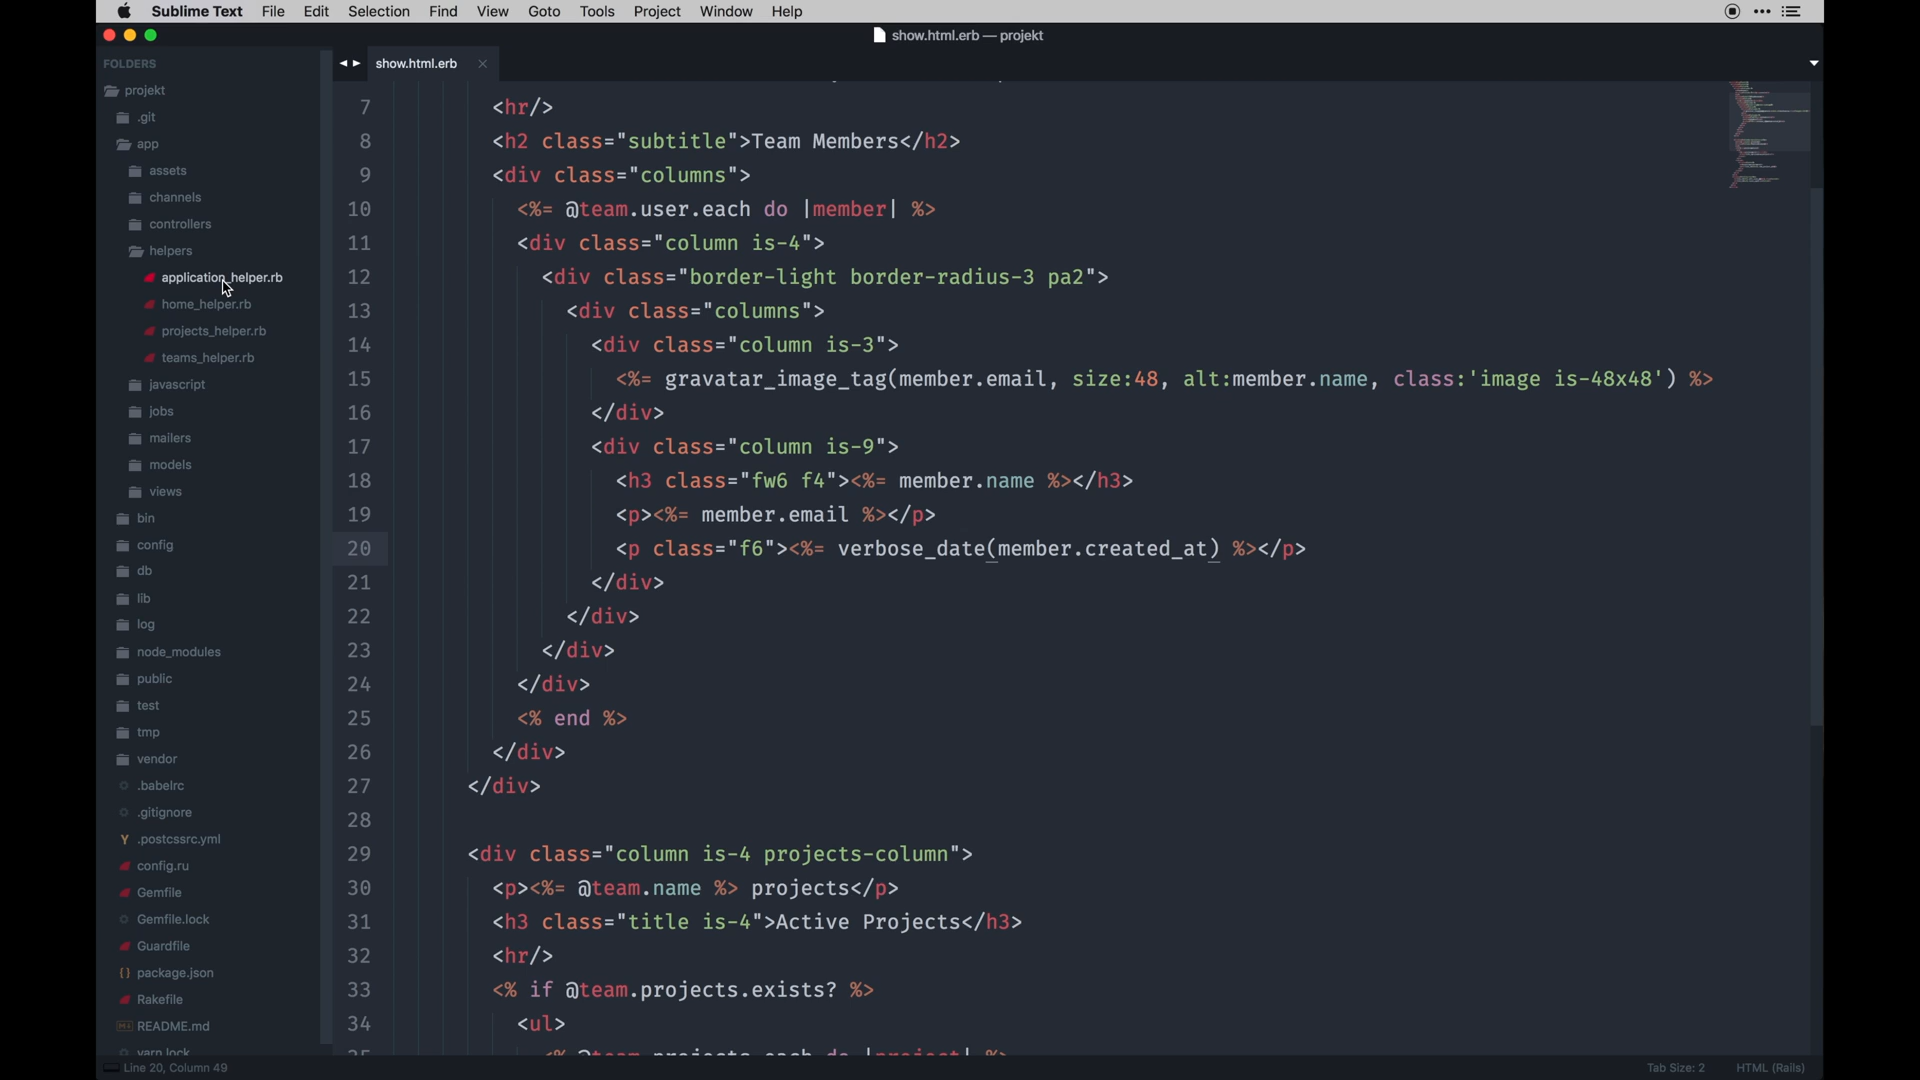 Sublime Text File Edit Selection Find View Goto Tools Project Window Help
show.html.erb — projekt
FOLDERS
projekt
.git
app
assets
channels
controllers
helpers
application_helper.rb
home_helper.rb
projects_helper.rb
teams_helper.rb
javascript
jobs
mailers
models
views
bin
config
db
lib
log
node_modules
public
test
tmp
vendor
.babelrc
.gitignore
.postcssrc.yml
config.ru
Gemfile
Gemfile.lock
Guardfile
package.json
Rakefile
README.md
yarn.lock
show.html.erb
7 <hr/>
8 <h2 class="subtitle">Team Members</h2>
9 <div class="columns">
10 <%= @team.user.each do |member| %>
11 <div class="column is-4">
12 <div class="border-light border-radius-3 pa2">
13 <div class="columns">
14 <div class="column is-3">
15 <%= gravatar_image_tag(member.email, size:48, alt:member.name, class:'image is-48x48') %>
16 </div>
17 <div class="column is-9">
18 <h3 class="fw6 f4"><%= member.name %></h3>
19 <p><%= member.email %></p>
20 <p class="f6"><%= verbose_date(member.created_at) %></p>
21 </div>
22 </div>
23 </div>
24 </div>
25 <% end %>
26 </div>
27 </div>
28
29 <div class="column is-4 projects-column">
30 <p><%= @team.name %> projects</p>
31 <h3 class="title is-4">Active Projects</h3>
32 <hr/>
33 <% if @team.projects.exists? %>
34 <ul>
35 <% @team.projects.each do |project| %>
Line 20, Column 49
Tab Size: 2
HTML (Rails)